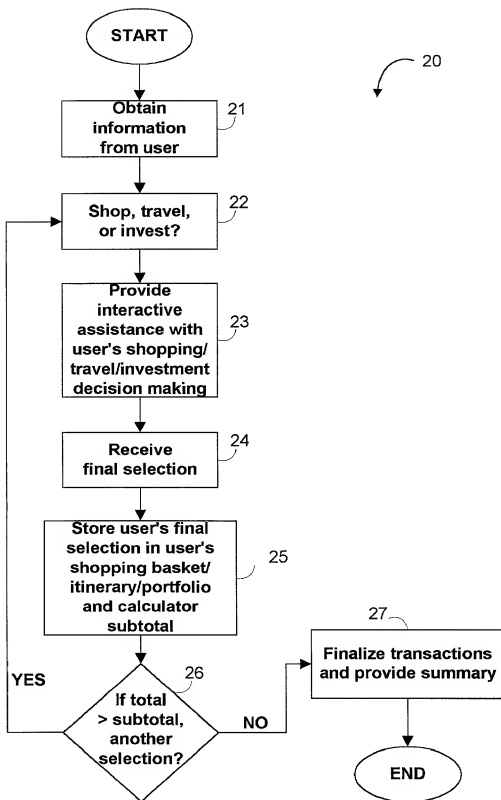 START
20
Obtain
information
from user
21
Shop, travel,
or invest?
22
Provide
interactive
assistance with
user's shopping/
travel/investment
decision making
23
Receive
final selection
24
Store user's final
selection in user's
shopping basket/
itinerary/portfolio
and calculator
subtotal
25
26
If total
> subtotal,
another
selection?
YES
NO
27
Finalize transactions
and provide summary
END